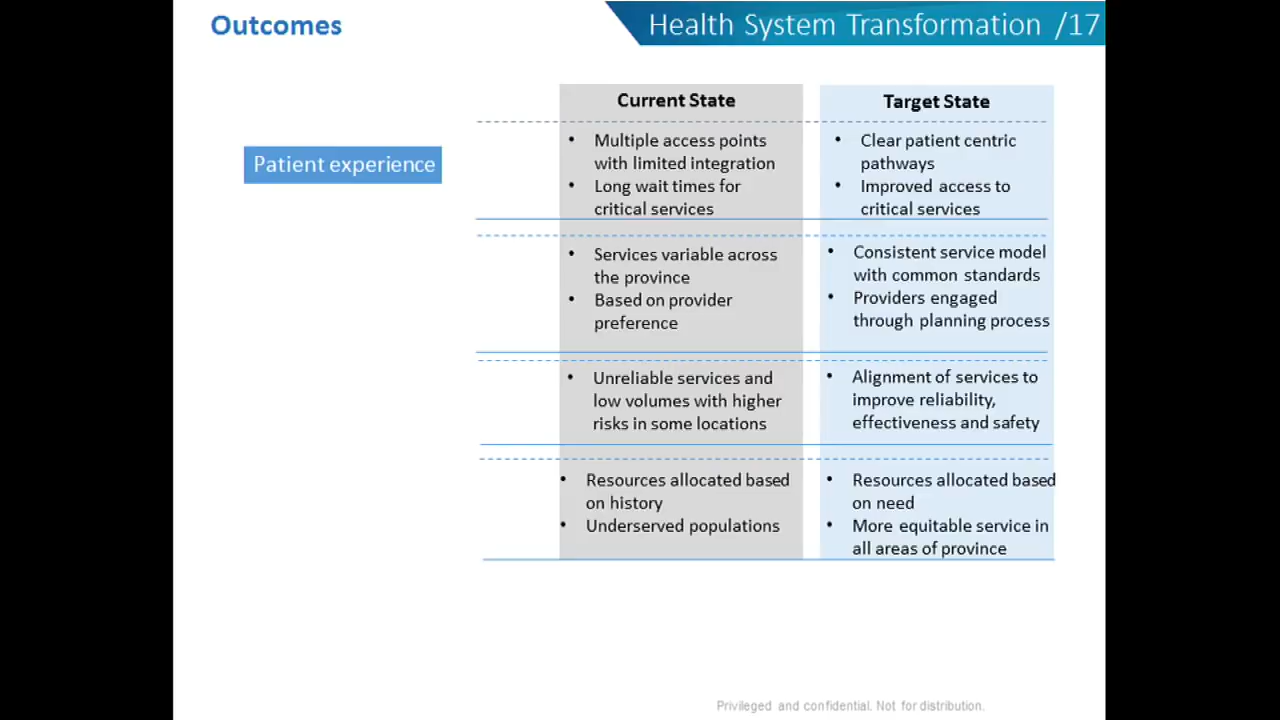 Outcomes
Health System Transformation /17
Current State
Target State
Patient experience
• Multiple access points
with limited integration
• Long wait times for
critical services
• Clear patient centric
pathways
• Improved access to
critical services
• Services variable across
the province
• Based on provider
preference
• Consistent service model
with common standards
• Providers engaged
through planning process
• Unreliable services and
low volumes with higher
risks in some locations
• Alignment of services to
improve reliability,
effectiveness and safety
• Resources allocated based
on history
• Underserved populations
• Resources allocated based
on need
• More equitable service in
all areas of province
Privileged and confidential. Not for distribution.